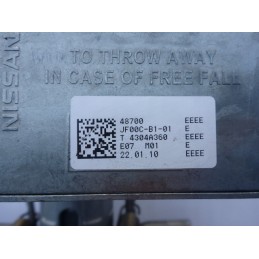 NISSAN
TO THROW AWAY
IN CASE OF FREE FALL
48700 EEEE
JF00C-B1-01 E
T 4304A360 EEEE
E07 M01 E
22.01.10 EEEE